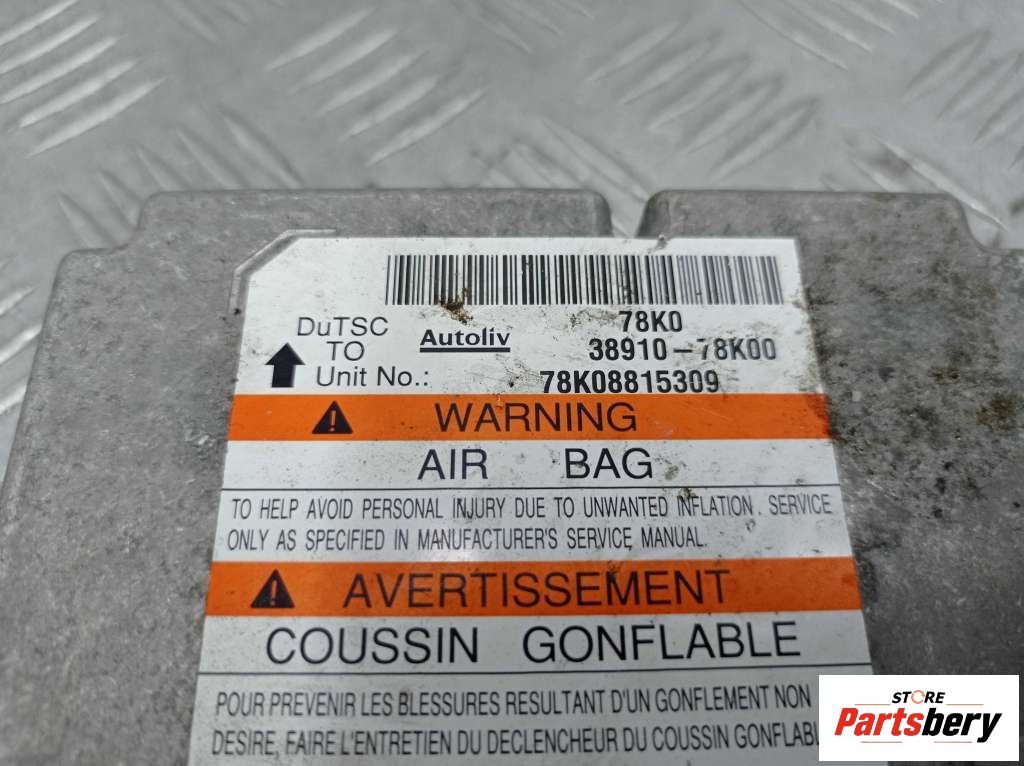 78K0
DuTSC Autoliv 38910-78K00
TO
Unit No.: 78K08815309
WARNING
AIR BAG
TO HELP AVOID PERSONAL INJURY DUE TO UNWANTED INFLATION. SERVICE
ONLY AS SPECIFIED IN MANUFACTURER'S SERVICE MANUAL.
AVERTISSEMENT
COUSSIN GONFLABLE
POUR PREVENIR LES BLESSURES RESULTANT D'UN GONFLEMENT NON
DESIRE, FAIRE L'ENTRETIEN DU DECLENCHEUR DU COUSSIN GONFLABL
STORE
Partsbery